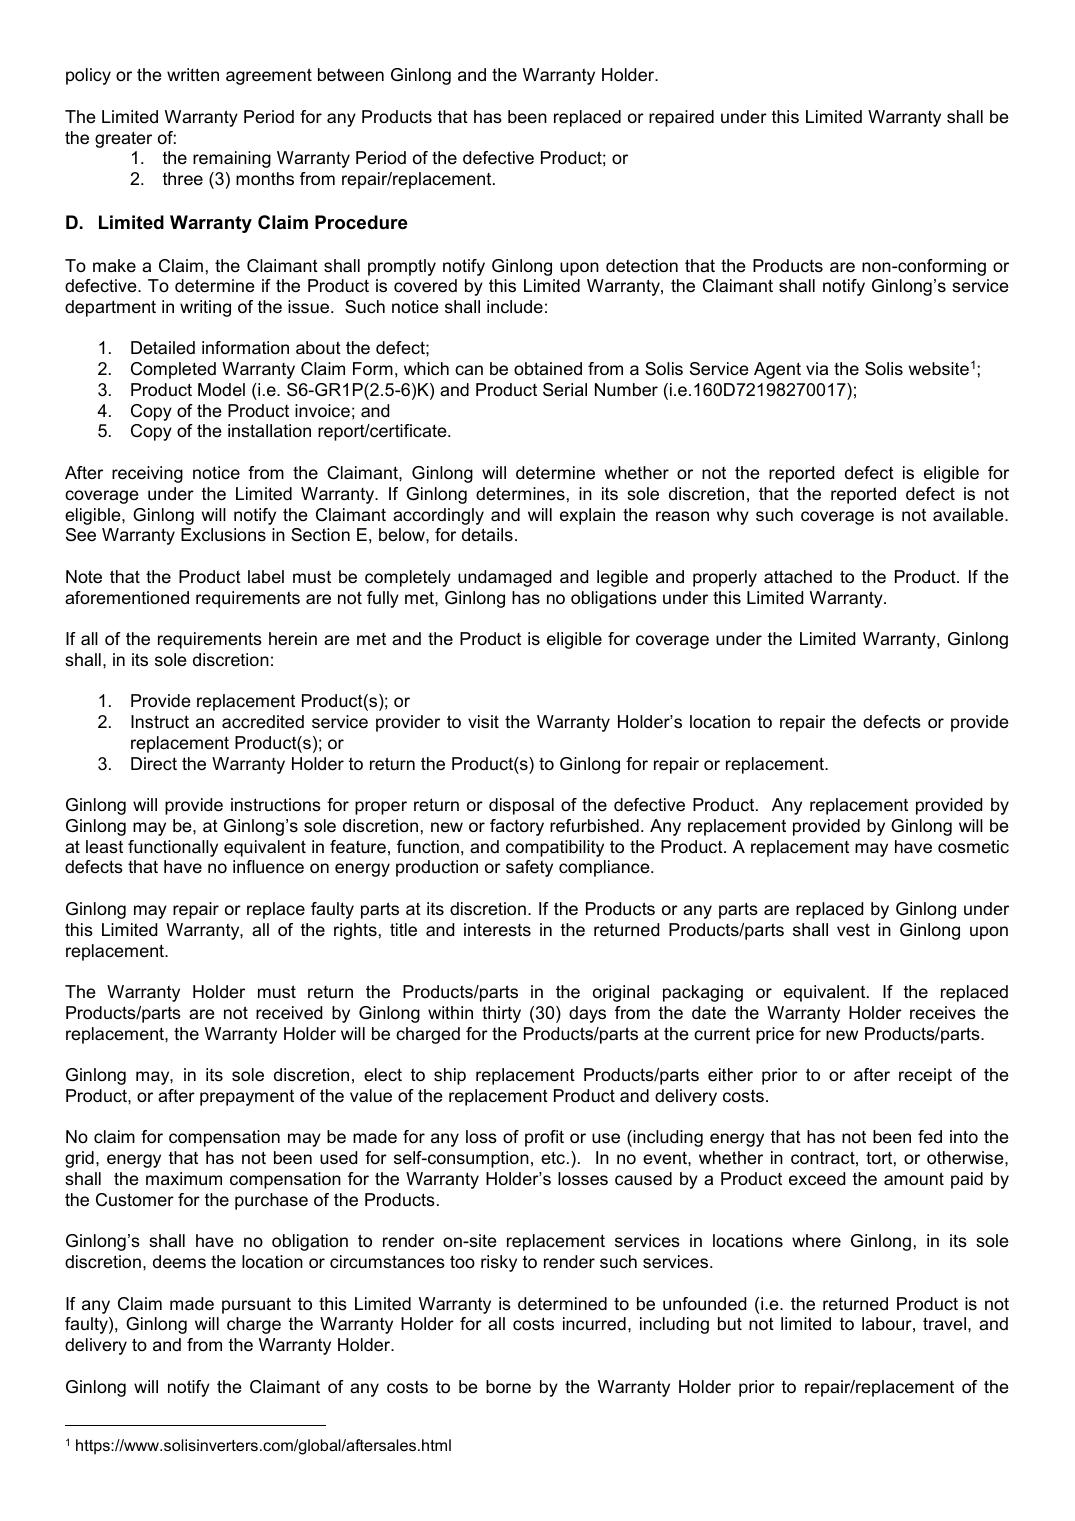 policy or the written agreement between Ginlong and the Warranty Holder.
The Limited Warranty Period for any Products that has been replaced or repaired under this Limited Warranty shall be
the greater of:
1. the remaining Warranty Period of the defective Product; or
2. three (3) months from repair/replacement.
D. Limited Warranty Claim Procedure
To make a Claim, the Claimant shall promptly notify Ginlong upon detection that the Products are non-conforming or
defective. To determine if the Product is covered by this Limited Warranty, the Claimant shall notify Ginlong’s service
department in writing of the issue.  Such notice shall include:
1. Detailed information about the defect;
2. Completed Warranty Claim Form, which can be obtained from a Solis Service Agent via the Solis website¹;
3. Product Model (i.e. S6-GR1P(2.5-6)K) and Product Serial Number (i.e.160D72198270017);
4. Copy of the Product invoice; and
5. Copy of the installation report/certificate.
After receiving notice from the Claimant, Ginlong will determine whether or not the reported defect is eligible for
coverage under the Limited Warranty. If Ginlong determines, in its sole discretion, that the reported defect is not
eligible, Ginlong will notify the Claimant accordingly and will explain the reason why such coverage is not available.
See Warranty Exclusions in Section E, below, for details.
Note that the Product label must be completely undamaged and legible and properly attached to the Product. If the
aforementioned requirements are not fully met, Ginlong has no obligations under this Limited Warranty.
If all of the requirements herein are met and the Product is eligible for coverage under the Limited Warranty, Ginlong
shall, in its sole discretion:
1. Provide replacement Product(s); or
2. Instruct an accredited service provider to visit the Warranty Holder’s location to repair the defects or provide
replacement Product(s); or
3. Direct the Warranty Holder to return the Product(s) to Ginlong for repair or replacement.
Ginlong will provide instructions for proper return or disposal of the defective Product.  Any replacement provided by
Ginlong may be, at Ginlong’s sole discretion, new or factory refurbished. Any replacement provided by Ginlong will be
at least functionally equivalent in feature, function, and compatibility to the Product. A replacement may have cosmetic
defects that have no influence on energy production or safety compliance.
Ginlong may repair or replace faulty parts at its discretion. If the Products or any parts are replaced by Ginlong under
this Limited Warranty, all of the rights, title and interests in the returned Products/parts shall vest in Ginlong upon
replacement.
The Warranty Holder must return the Products/parts in the original packaging or equivalent. If the replaced
Products/parts are not received by Ginlong within thirty (30) days from the date the Warranty Holder receives the
replacement, the Warranty Holder will be charged for the Products/parts at the current price for new Products/parts.
Ginlong may, in its sole discretion, elect to ship replacement Products/parts either prior to or after receipt of the
Product, or after prepayment of the value of the replacement Product and delivery costs.
No claim for compensation may be made for any loss of profit or use (including energy that has not been fed into the
grid, energy that has not been used for self-consumption, etc.).  In no event, whether in contract, tort, or otherwise,
shall  the maximum compensation for the Warranty Holder’s losses caused by a Product exceed the amount paid by
the Customer for the purchase of the Products.
Ginlong’s shall have no obligation to render on-site replacement services in locations where Ginlong, in its sole
discretion, deems the location or circumstances too risky to render such services.
If any Claim made pursuant to this Limited Warranty is determined to be unfounded (i.e. the returned Product is not
faulty), Ginlong will charge the Warranty Holder for all costs incurred, including but not limited to labour, travel, and
delivery to and from the Warranty Holder.
Ginlong will notify the Claimant of any costs to be borne by the Warranty Holder prior to repair/replacement of the
¹ https://www.solisinverters.com/global/aftersales.html